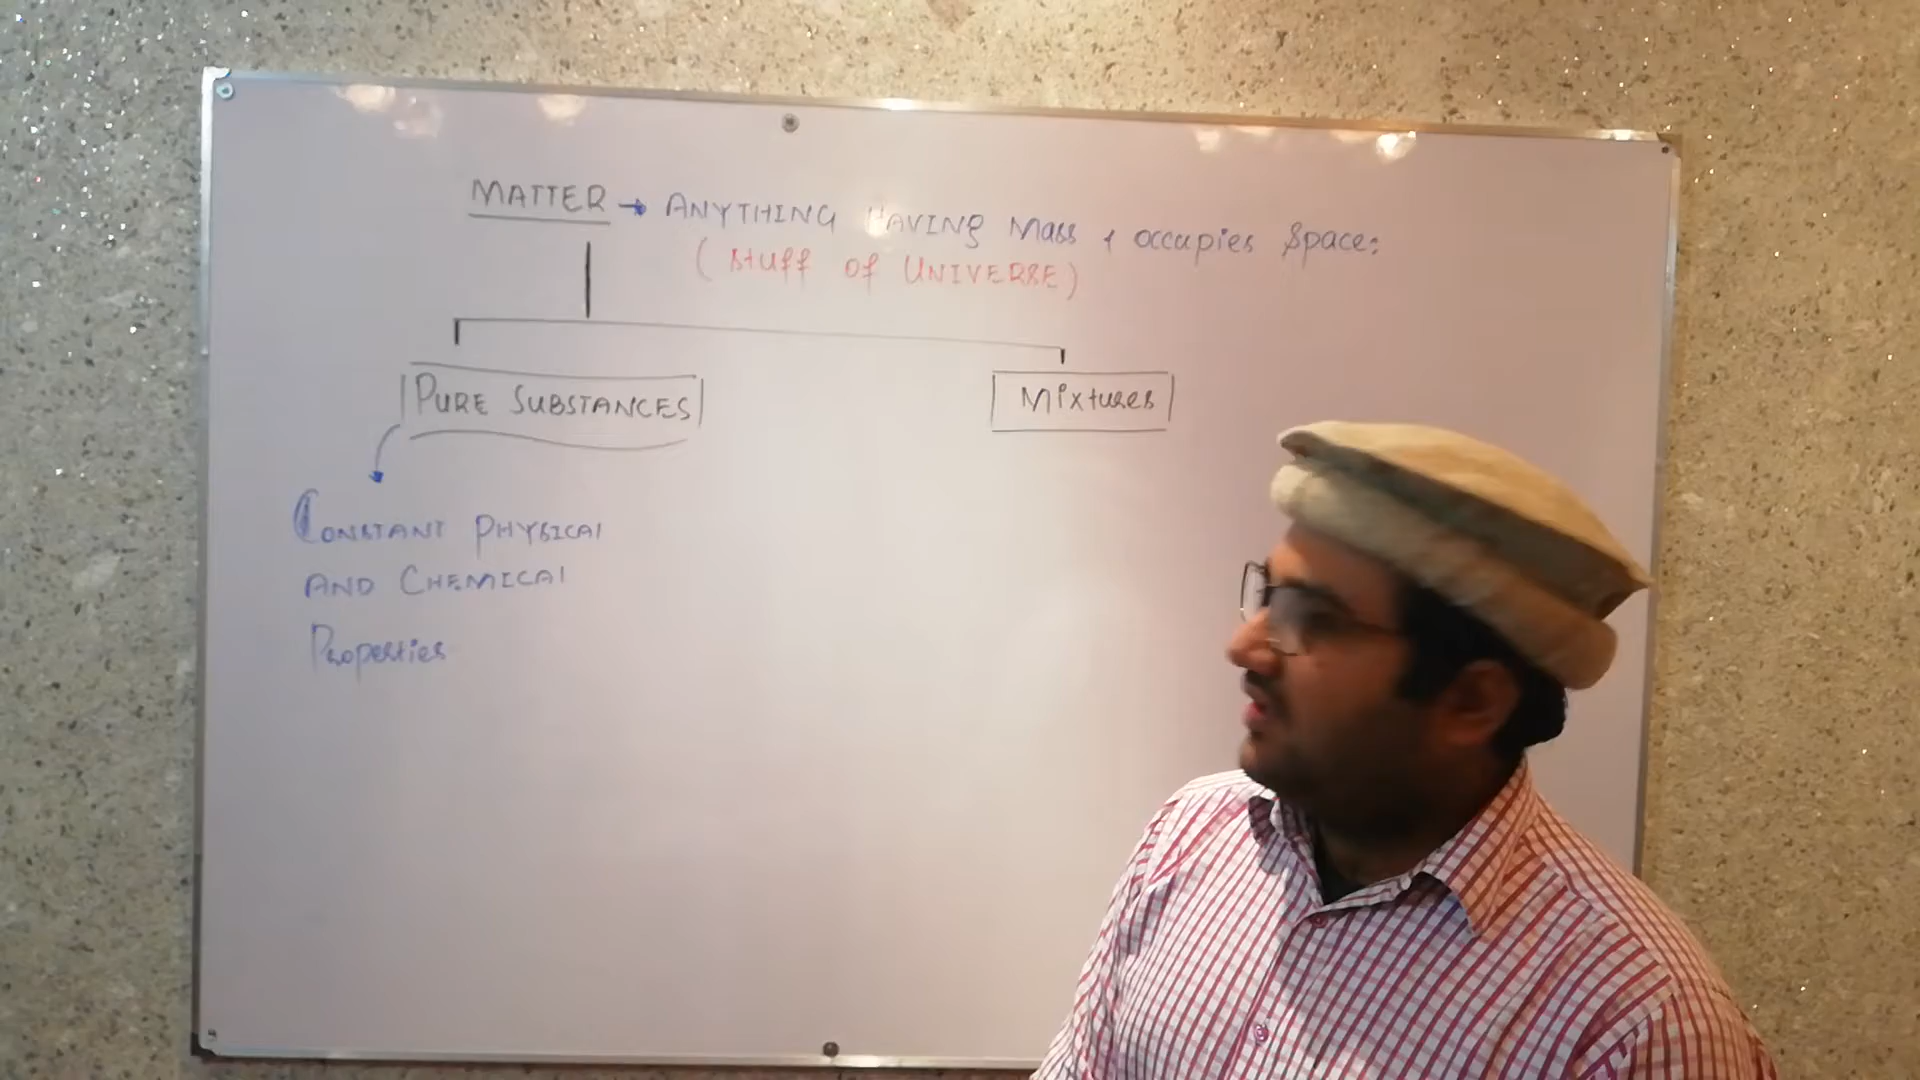 MATTER → ANYTHING HAVING Mass & occupies Space:
(Stuff of UNIVERSE)
PURE SUBSTANCES
Mixtures
CONSTANT PHYSICAL
AND CHEMICAL
Properties